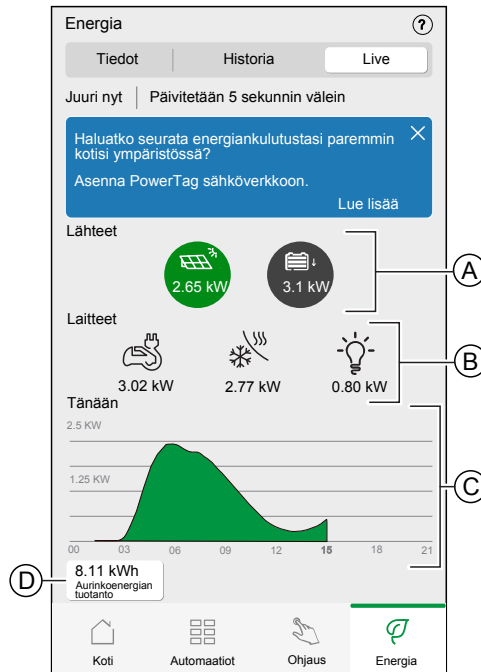 Energia
?
Tiedot Historia Live
Juuri nyt Päivitetään 5 sekunnin välein
Haluatko seurata energiankulutustasi paremmin
kotisi ympäristössä?
Asenna PowerTag sähköverkkoon.
Lue lisää
Lähteet
2.65 kW 3.1 kW
A
Laitteet
3.02 kW 2.77 kW 0.80 kW
B
Tänään
2.5 KW
1.25 KW
C
00 03 06 09 12 15 18 21
D
8.11 kWh
Aurinkoenergian
tuotanto
Koti Automaatiot Ohjaus Energia